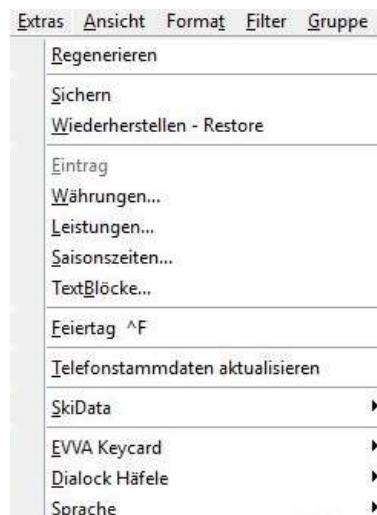 Extras Ansicht Format Filter Gruppe
Regenerieren
Sichern
Wiederherstellen - Restore
Eintrag
Währungen...
Leistungen...
Saisonszeiten...
TextBlöcke...
Feiertag ^F
Telefonstammdaten aktualisieren
SkiData
EVVA Keycard
Dialock Häfele
Sprache